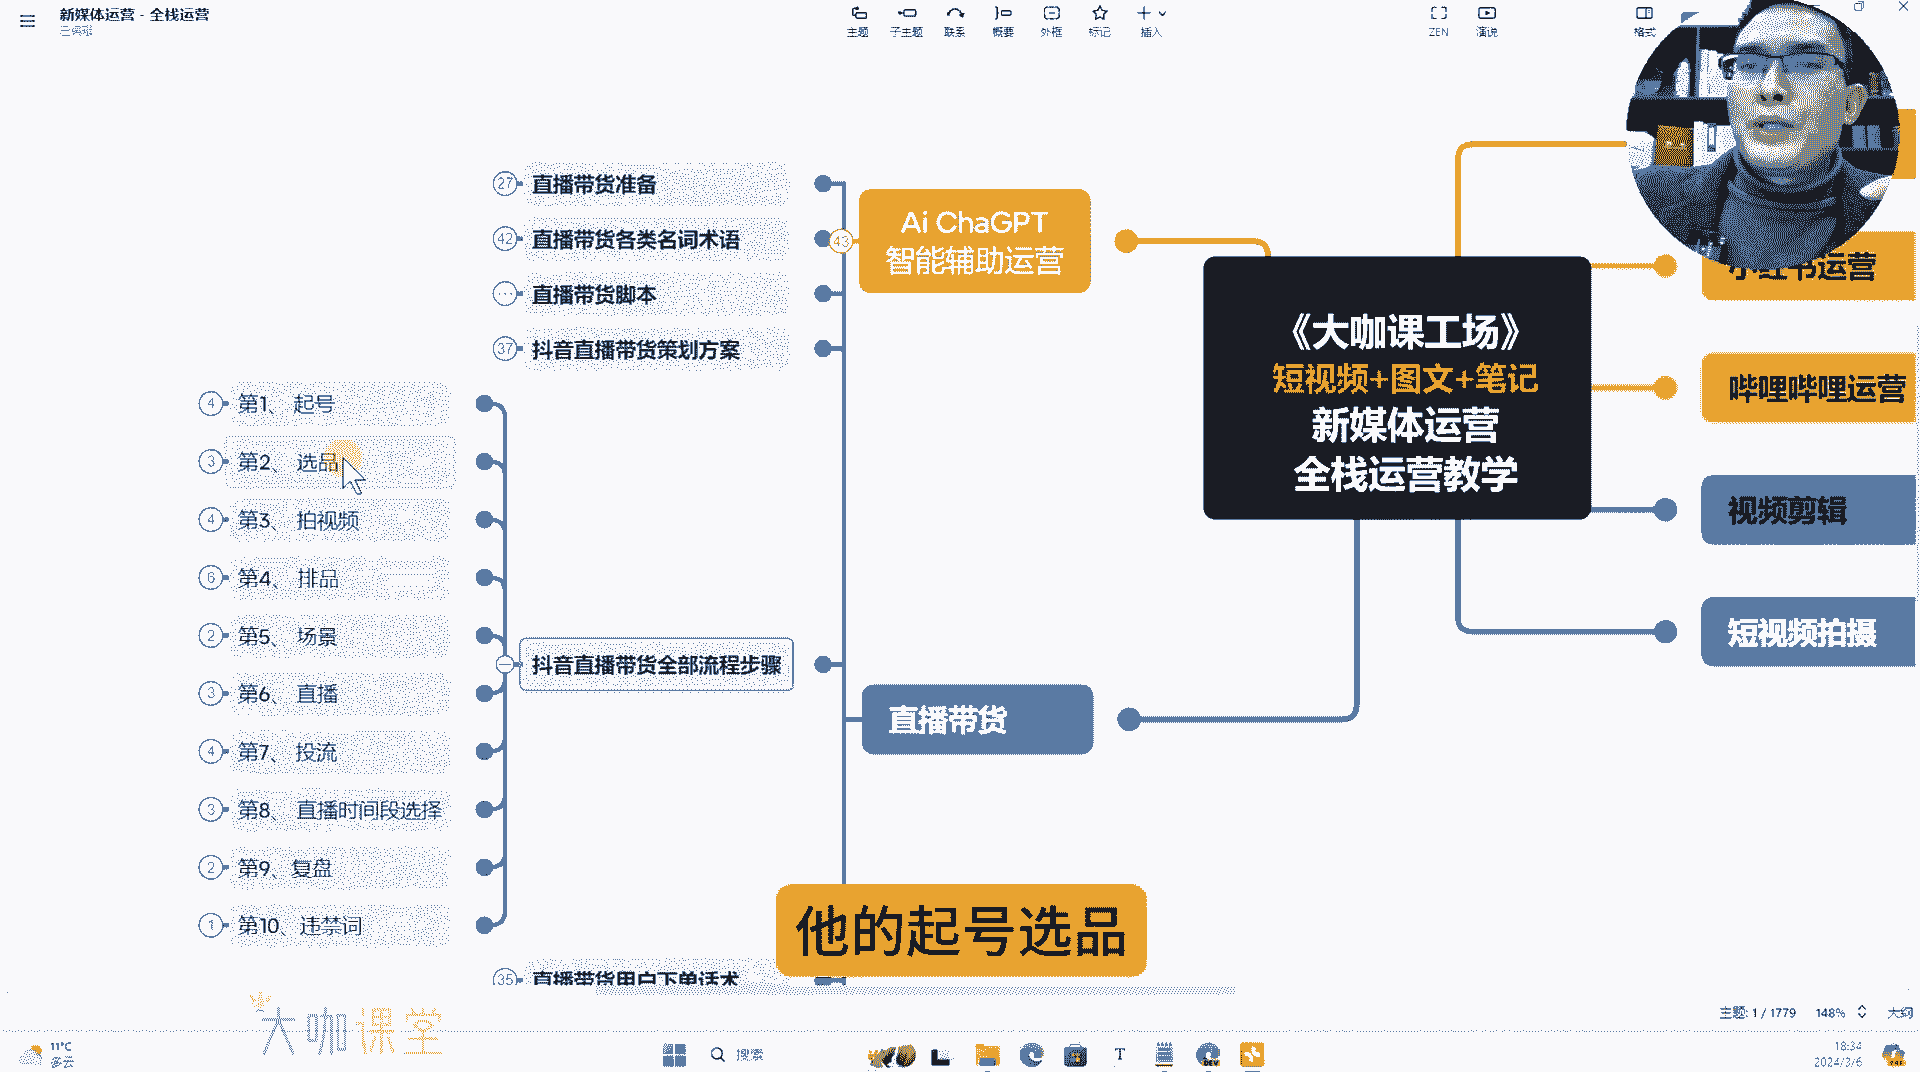 新媒体运营 - 全栈运营
已编辑
主题
子主题
联系
概要
外框
标记
插入
ZEN
演说
格式
27
直播带货准备
42
直播带货各类名词术语
直播带货脚本
37
抖音直播带货策划方案
43
Ai ChaGPT
智能辅助运营
4
第1、 起号
3
第2、 选品
4
第3、 拍视频
6
第4、 排品
2
第5、 场景
3
第6、 直播
4
第7、 投流
3
第8、 直播时间段选择
2
第9、复盘
1
第10、违禁词
抖音直播带货全部流程步骤
直播带货
35
直播带货用户下单话术
《大咖课工场》
短视频+图文+笔记
新媒体运营
全栈运营教学
小红书运营
哔哩哔哩运营
视频剪辑
短视频拍摄
他的起号选品
大咖课堂
主题: 1 / 1779
148%
大纲
11°C
多云
搜索
T
DEV
18:34
2024/3/6